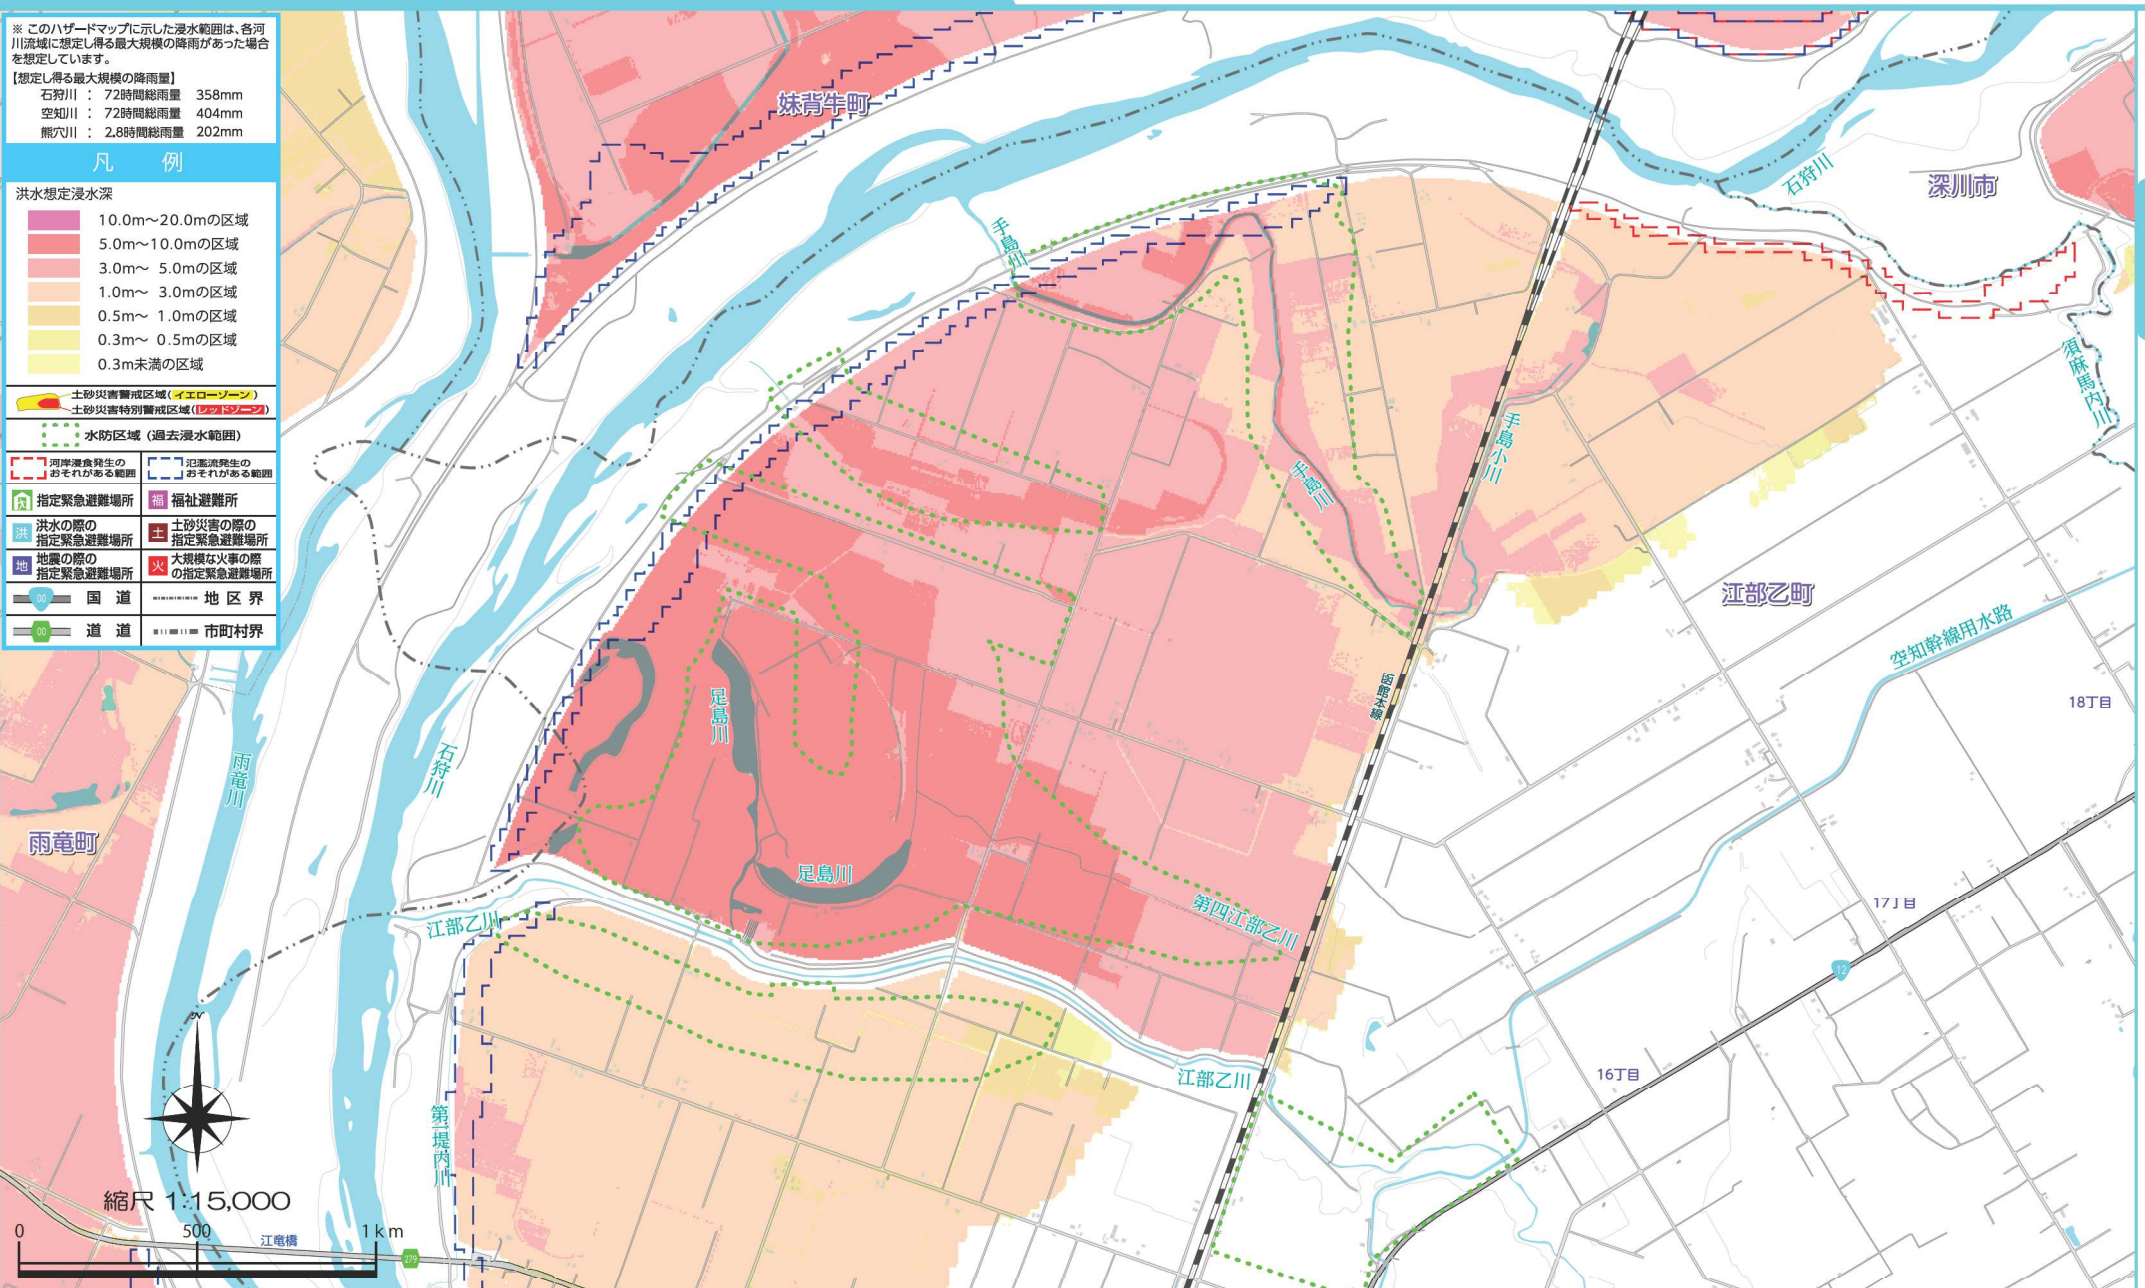 ※ このハザードマップに示した浸水範囲は、各河
川流域に想定し得る最大規模の降雨があった場合
を想定しています。
【想定し得る最大規模の降雨量】
石狩川 : 72時間総雨量 358mm
空知川 : 72時間総雨量 404mm
熊穴川 : 2.8時間総雨量 202mm
凡 例
洪水想定浸水深
10.0m～20.0mの区域
5.0m～10.0mの区域
3.0m～ 5.0mの区域
1.0m～ 3.0mの区域
0.5m～ 1.0mの区域
0.3m～ 0.5mの区域
0.3m未満の区域
土砂災害警戒区域(イエローゾーン)
土砂災害特別警戒区域(レッドゾーン)
水防区域 (過去浸水範囲)
河岸浸食発生の
おそれがある範囲
氾濫流発生の
おそれがある範囲
指定緊急避難場所
福 福祉避難所
洪 洪水の際の
指定緊急避難場所
土 土砂災害の際の
指定緊急避難場所
地 地震の際の
指定緊急避難場所
火 大規模な火事の際
の指定緊急避難場所
00 国 道
地 区 界
00 道 道
市町村界
妹背牛町
石狩川
深川市
手島川
須麻馬内川
手島小川
手島川
江部乙町
空知幹線用水路
函館本線
18丁目
足島川
石狩川
雨竜川
雨竜町
足島川
第四江部乙川
17丁目
江部乙川
12
N
江部乙川
16丁目
第一堤内川
縮尺 1:15,000
0 500 1km
江竜橋
279